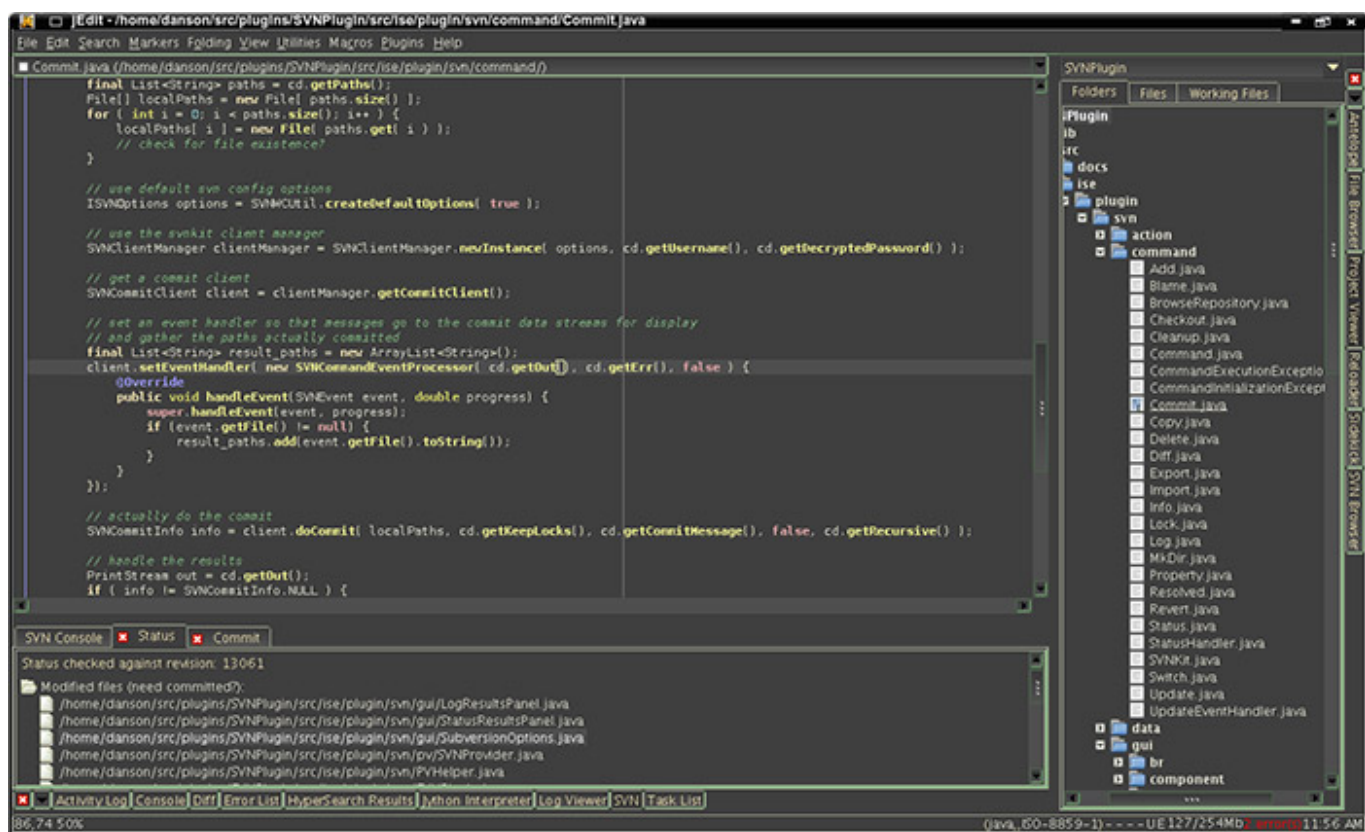 jEdit - /home/danson/src/plugins/SVNPlugin/src/ise/plugin/svn/command/Commit.java
File Edit Search Markers Folding View Utilities Macros Plugins Help
Commit.java (/home/danson/src/plugins/SVNPlugin/src/ise/plugin/svn/command/)
final List<String> paths = cd.getPaths();
File[] localPaths = new File[ paths.size() ];
for ( int i = 0; i < paths.size(); i++ ) {
localPaths[ i ] = new File( paths.get( i ) );
// check for file existence?
}
// use default svn config options
ISVNOptions options = SVNWCUtil.createDefaultOptions( true );
// use the svnkit client manager
SVNClientManager clientManager = SVNClientManager.newInstance( options, cd.getUsername(), cd.getDecryptedPassword() );
// get a commit client
SVNCommitClient client = clientManager.getCommitClient();
// set an event handler so that messages go to the commit data streams for display
// and gather the paths actually committed
final List<String> result_paths = new ArrayList<String>();
client.setEventHandler( new SVNCommandEventProcessor( cd.getOut(), cd.getErr(), false ) {
@Override
public void handleEvent(SVNEvent event, double progress) {
super.handleEvent(event, progress);
if (event.getFile() != null) {
result_paths.add(event.getFile().toString());
}
}
});
// actually do the commit
SVNCommitInfo info = client.doCommit( localPaths, cd.getKeepLocks(), cd.getCommitMessage(), false, cd.getRecursive() );
// handle the results
PrintStream out = cd.getOut();
if ( info != SVNCommitInfo.NULL ) {
SVN Console Status Commit
Status checked against revision: 13061
Modified files (need committed?):
/home/danson/src/plugins/SVNPlugin/src/ise/plugin/svn/gui/LogResultsPanel.java
/home/danson/src/plugins/SVNPlugin/src/ise/plugin/svn/gui/StatusResultsPanel.java
/home/danson/src/plugins/SVNPlugin/src/ise/plugin/svn/gui/SubversionOptions.java
/home/danson/src/plugins/SVNPlugin/src/ise/plugin/svn/pv/SVNProvider.java
/home/danson/src/plugins/SVNPlugin/src/ise/plugin/svn/PVHelper.java
Activity Log Console Diff Error List HyperSearch Results Jython Interpreter Log Viewer SVN Task List
86,74 50%
(java,,ISO-8859-1) - - - - UE 127/254Mb 2 error(s) 11:56 AM
SVNPlugin
Folders Files Working Files
Plugin
ib
src
docs
ise
plugin
svn
action
command
Add.java
Blame.java
BrowseRepository.java
Checkout.java
Cleanup.java
Command.java
CommandExecutionExceptio
CommandInitializationExcept
Commit.java
Copy.java
Delete.java
Diff.java
Export.java
Import.java
Info.java
Lock.java
Log.java
MkDir.java
Property.java
Resolved.java
Revert.java
Status.java
StatusHandler.java
SVNKit.java
Switch.java
Update.java
UpdateEventHandler.java
data
gui
br
component
Antelope
File Browser
Project Viewer
Reloader
Sidekick
SVN Browser